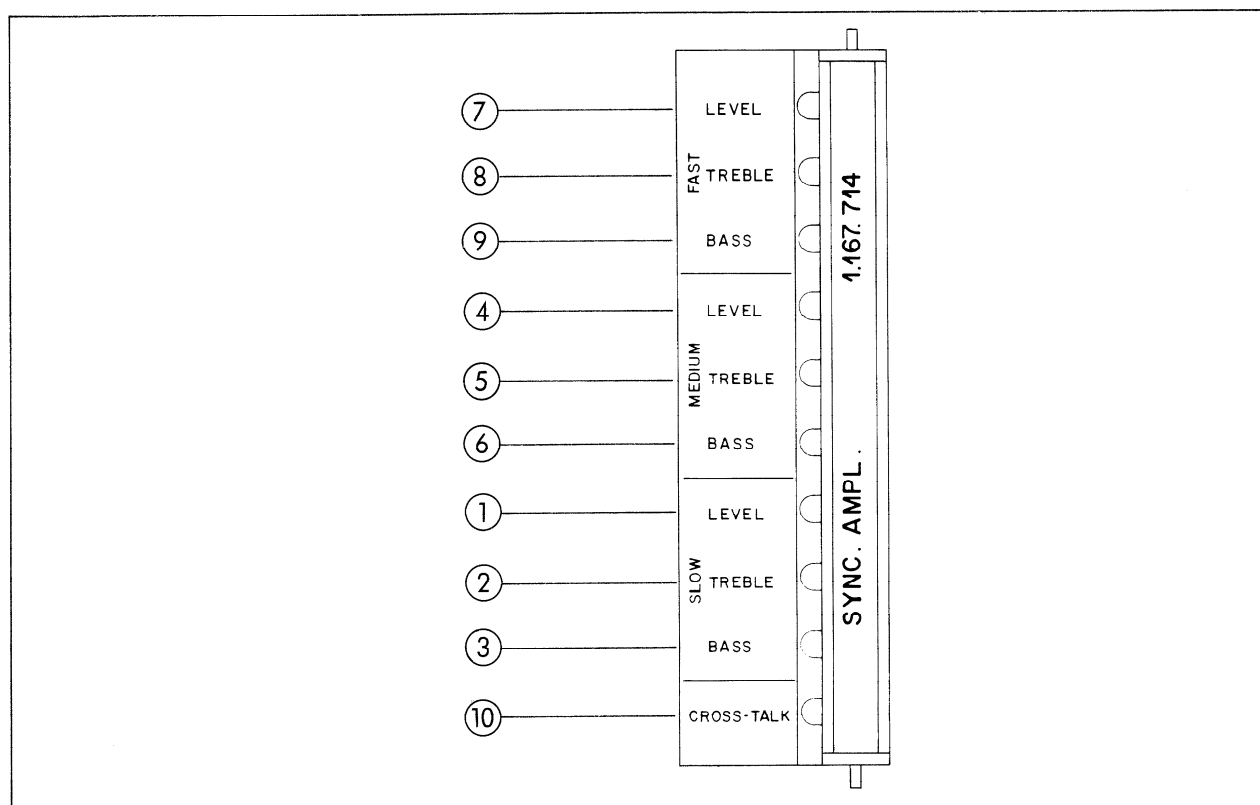 7 LEVEL
FAST
8 TREBLE
9 BASS
4 LEVEL
MEDIUM
5 TREBLE
6 BASS
1 LEVEL
SLOW
2 TREBLE
3 BASS
10 CROSS-TALK
SYNC. AMPL. 1.167. 714